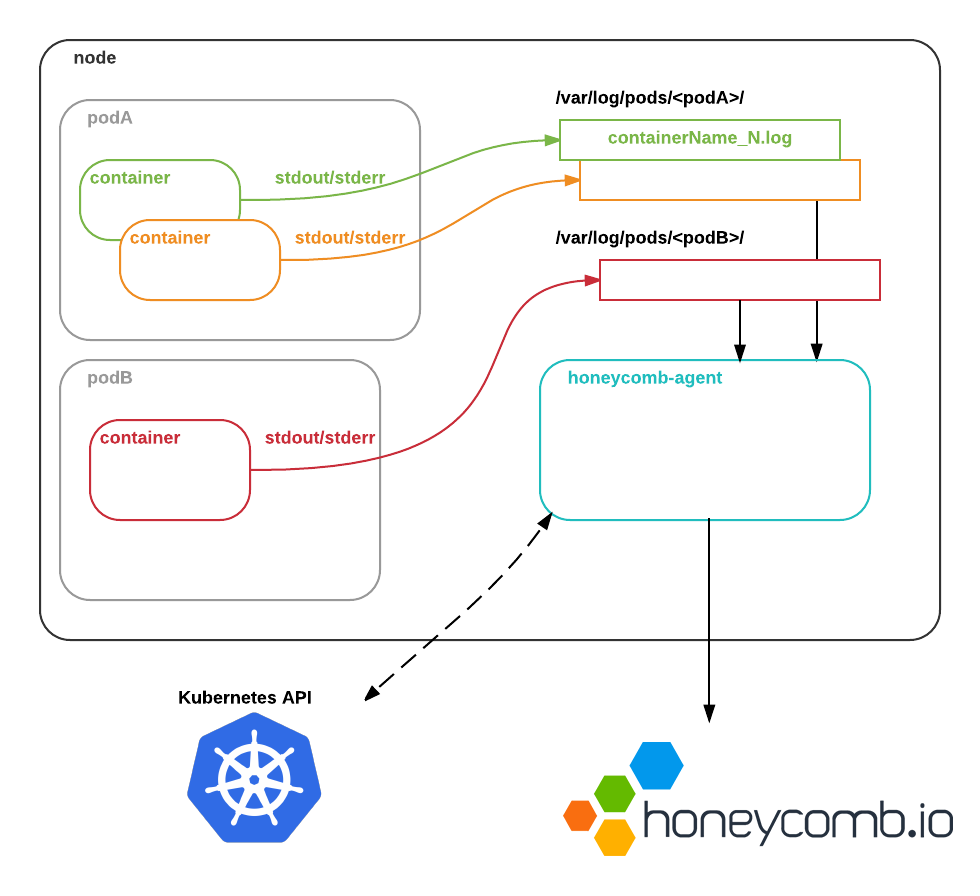 node
/var/log/pods/<podA>/
podA
containerName_N.log
container
stdout/stderr
container
stdout/stderr
/var/log/pods/<podB>/
podB
honeycomb-agent
container
stdout/stderr
Kubernetes API
honeycomb.io